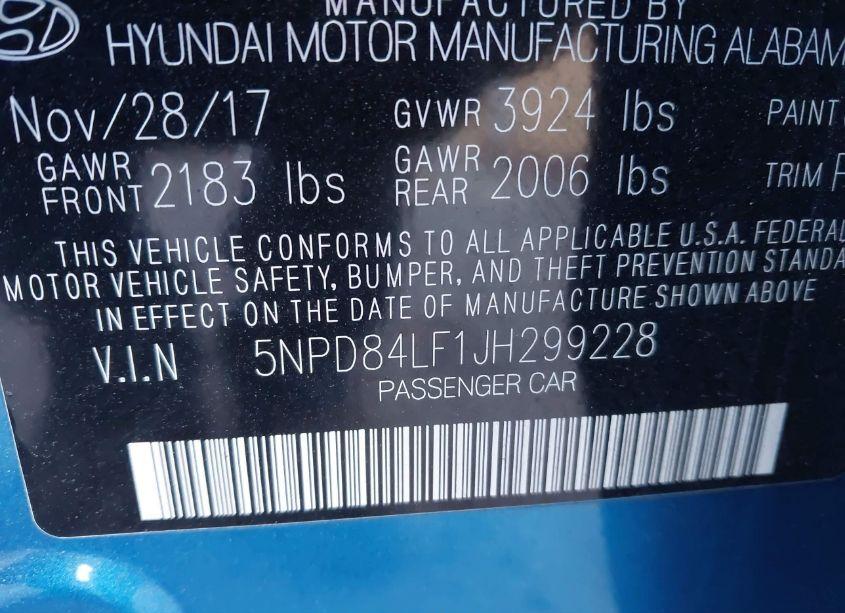 MANUFACTURED BY
HYUNDAI MOTOR MANUFACTURING ALABAM
Nov/28/17 GVWR 3924 lbs PAINT
GAWR FRONT 2183 lbs GAWR REAR 2006 lbs TRIM
THIS VEHICLE CONFORMS TO ALL APPLICABLE U.S.A. FEDERAL
MOTOR VEHICLE SAFETY, BUMPER, AND THEFT PREVENTION STANDA
IN EFFECT ON THE DATE OF MANUFACTURE SHOWN ABOVE
V.I.N 5NPD84LF1JH299228
PASSENGER CAR